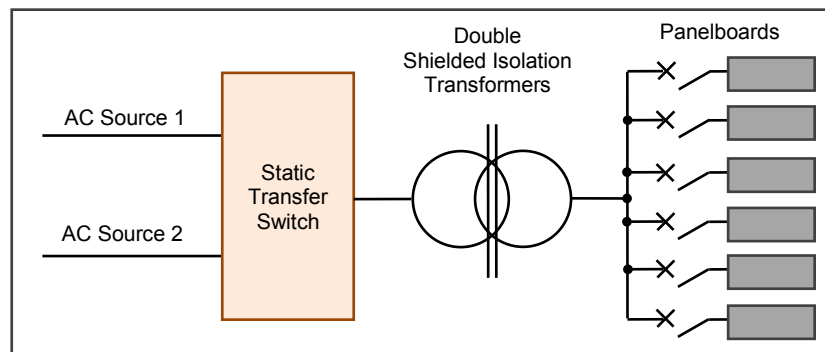 Double
Shielded Isolation
Transformers
Panelboards
AC Source 1
Static
Transfer
Switch
AC Source 2